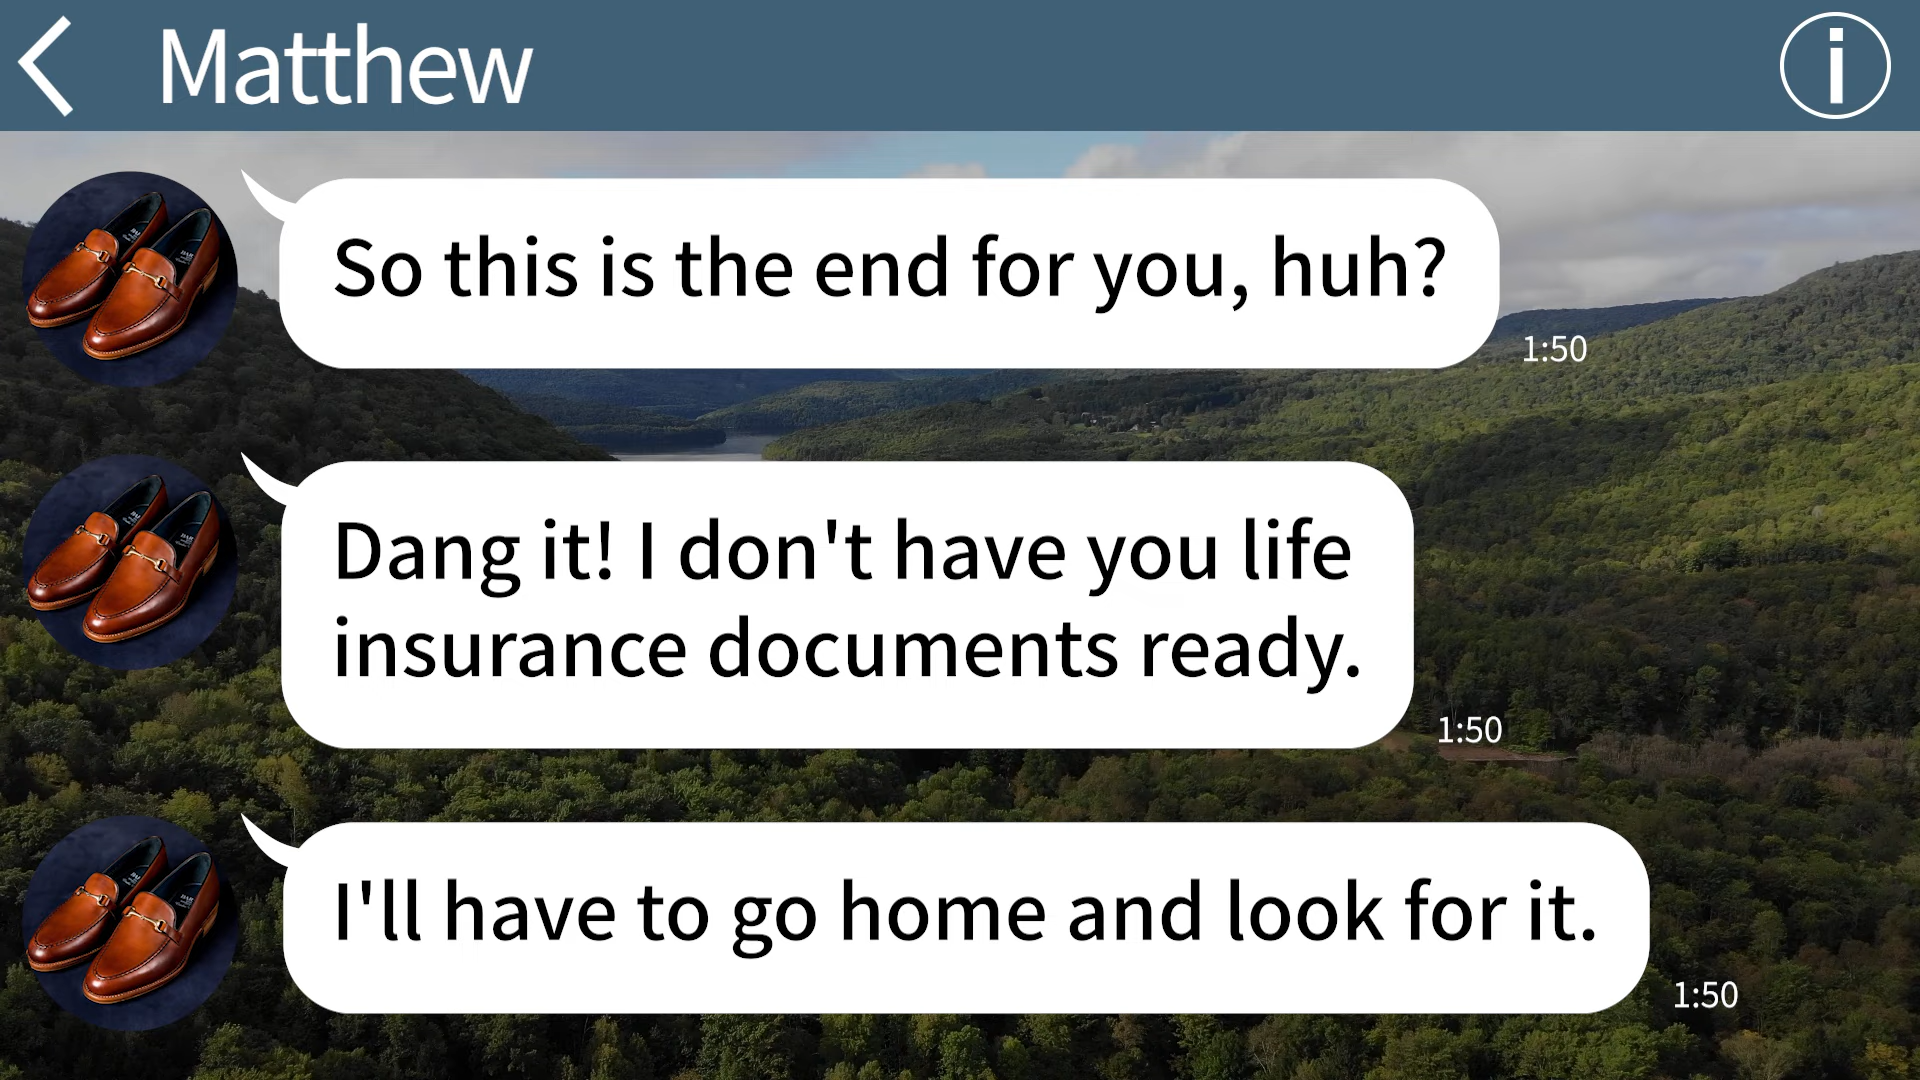 Matthew
So this is the end for you, huh?
1:50
Dang it! I don't have you life
insurance documents ready.
1:50
I'll have to go home and look for it.
1:50